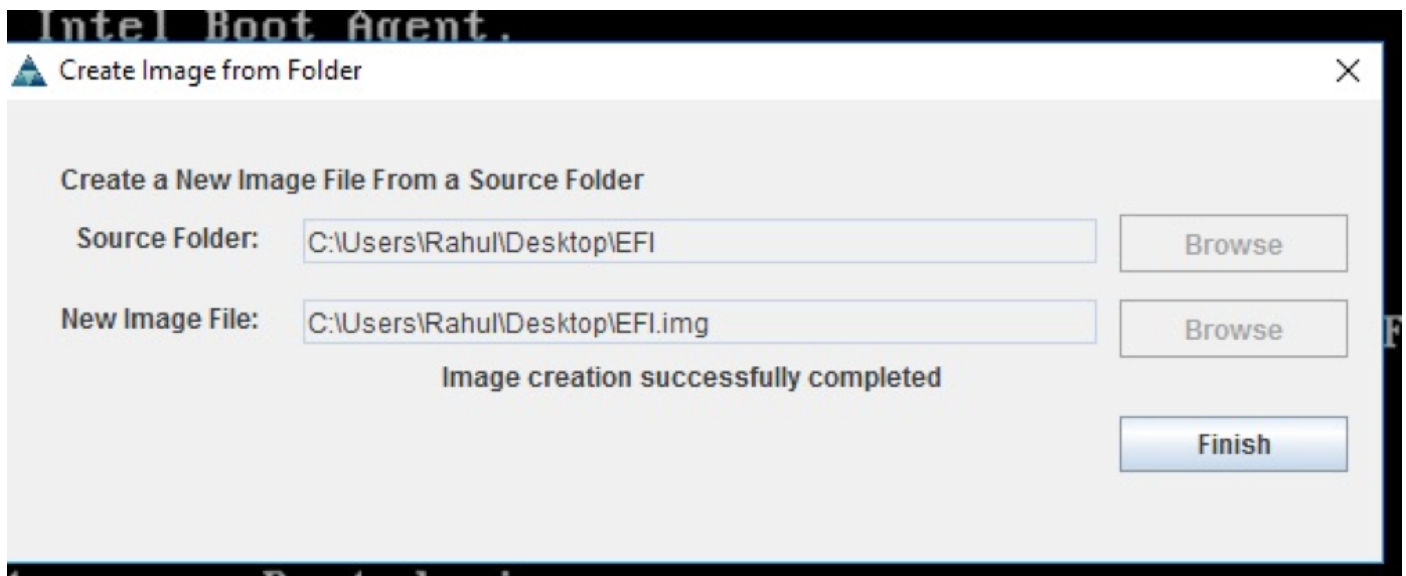 Intel Boot Agent.
Create Image from Folder
Create a New Image File From a Source Folder
Source Folder: C:\Users\Rahul\Desktop\EFI Browse
New Image File: C:\Users\Rahul\Desktop\EFI.img Browse
F
Image creation successfully completed
Finish